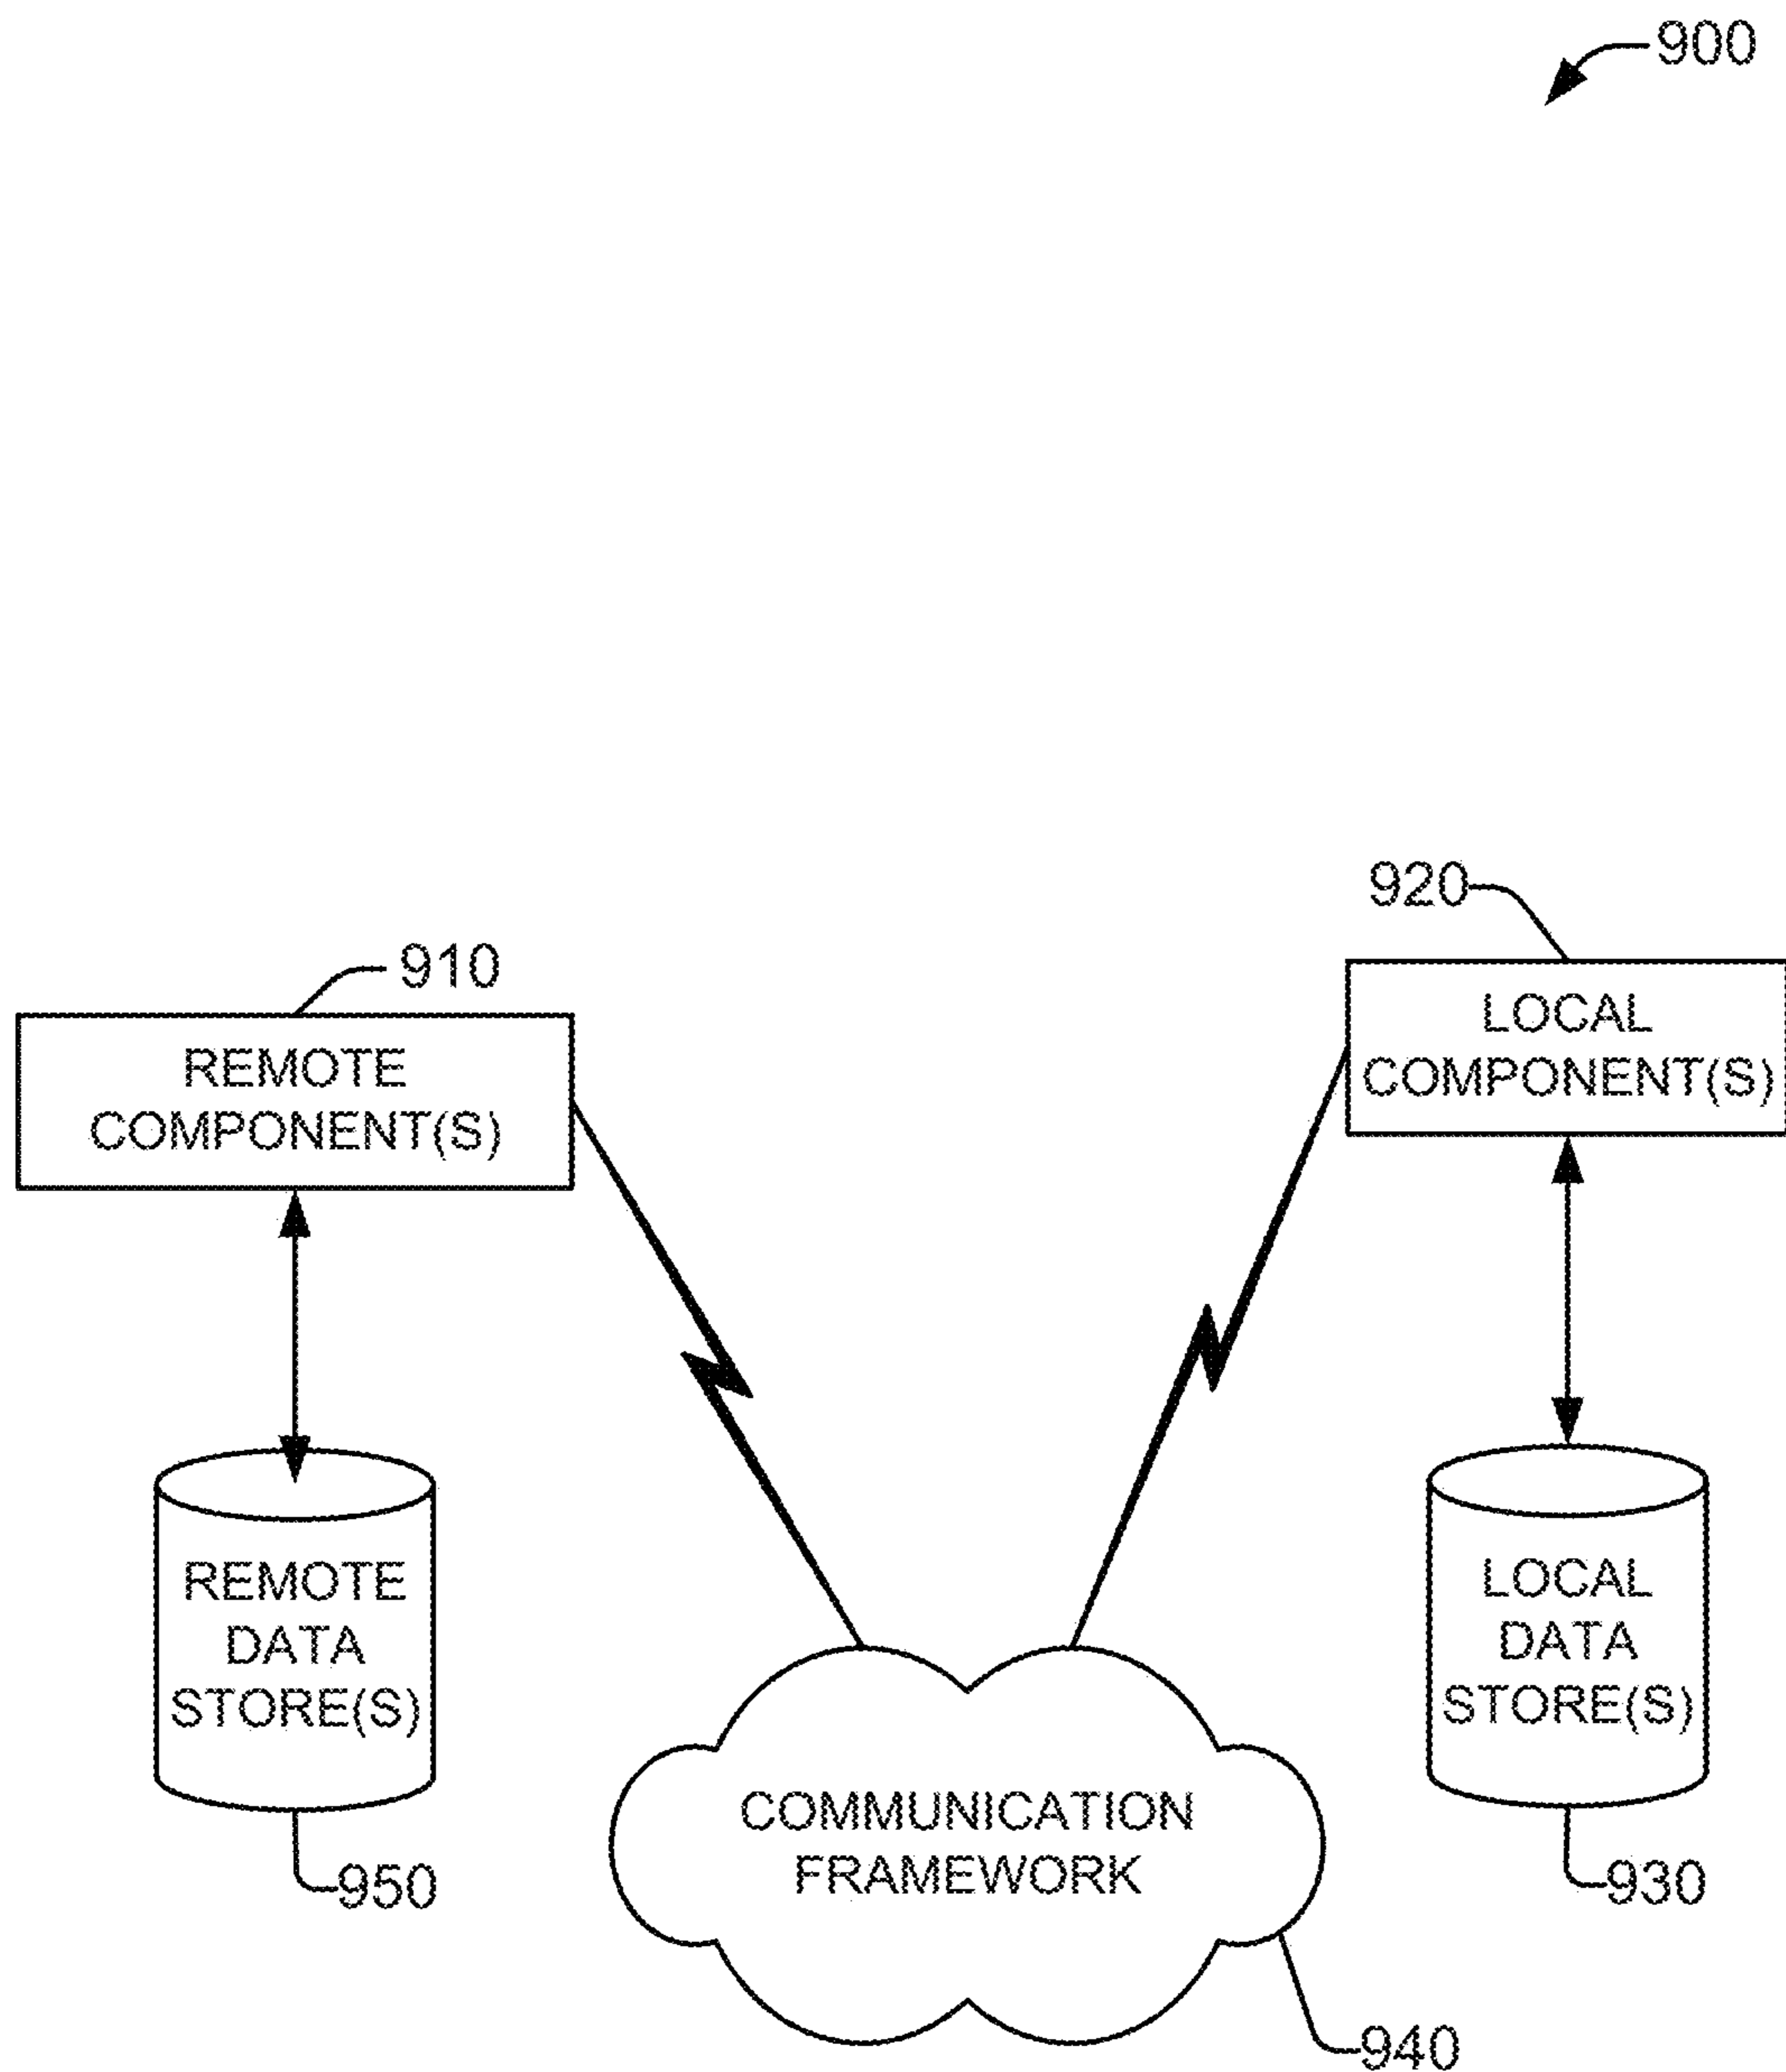 900
920
910
LOCAL
COMPONENT(S)
REMOTE
COMPONENT(S)
REMOTE
DATA
STORE(S)
LOCAL
DATA
STORE(S)
COMMUNICATION
FRAMEWORK
950
930
940